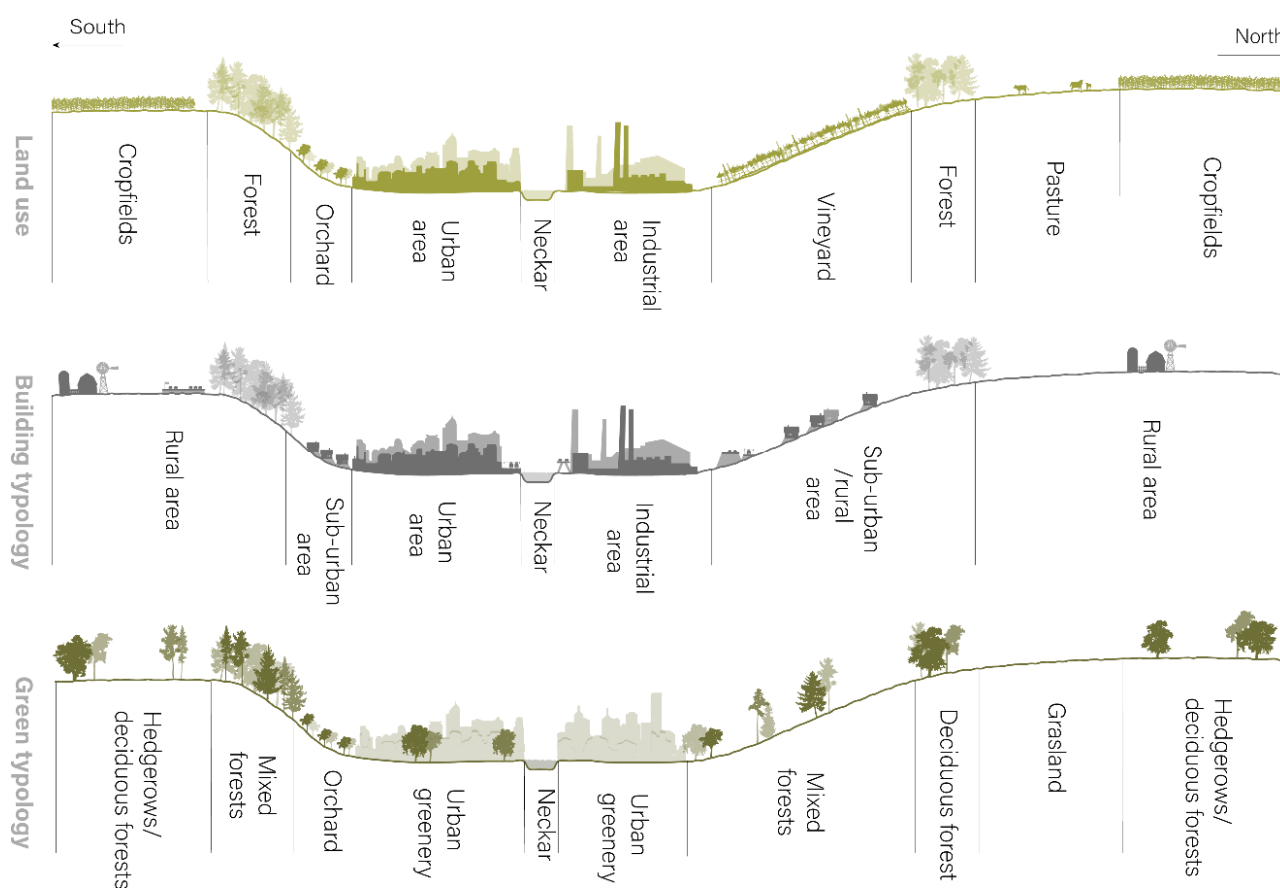 South
North
Land use
Cropfields
Forest
Orchard
Urban
area
Neckar
Industrial
area
Vineyard
Forest
Pasture
Cropfields
Building typology
Rural area
Sub-urban
area
Urban
area
Neckar
Industrial
area
Sub-urban
/rural
area
Rural area
Green typology
Hedgerows/
deciduous forests
Mixed
forests
Orchard
Urban
greenery
Neckar
Urban
greenery
Mixed
forests
Deciduous forest
Grasland
Hedgerows/
deciduous forests